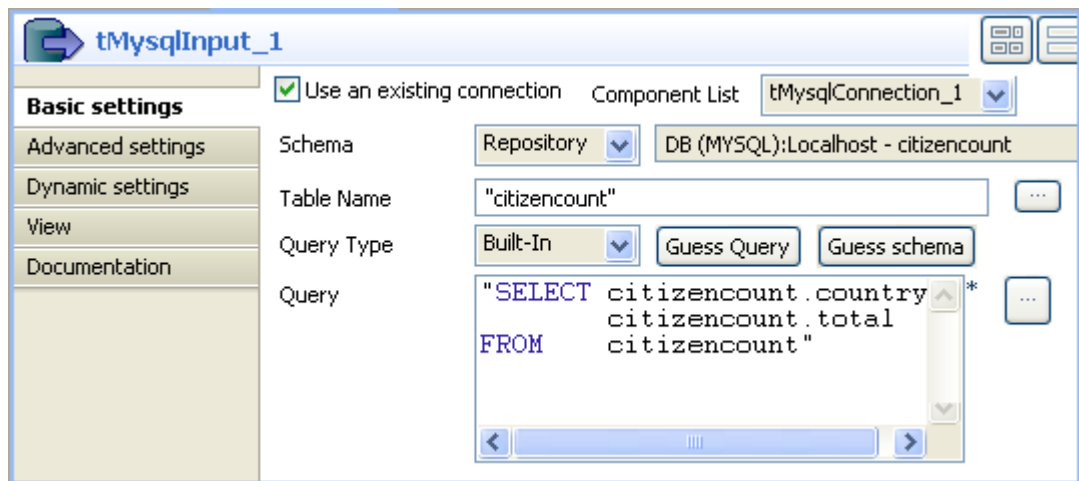 tMysqlInput_1
Basic settings
Advanced settings
Dynamic settings
View
Documentation
Use an existing connection Component List tMysqlConnection_1
Schema Repository DB (MYSQL):Localhost - citizencount
Table Name "citizencount" ...
Query Type Built-In Guess Query Guess schema
Query "SELECT citizencount.country * ...
citizencount.total
FROM citizencount"